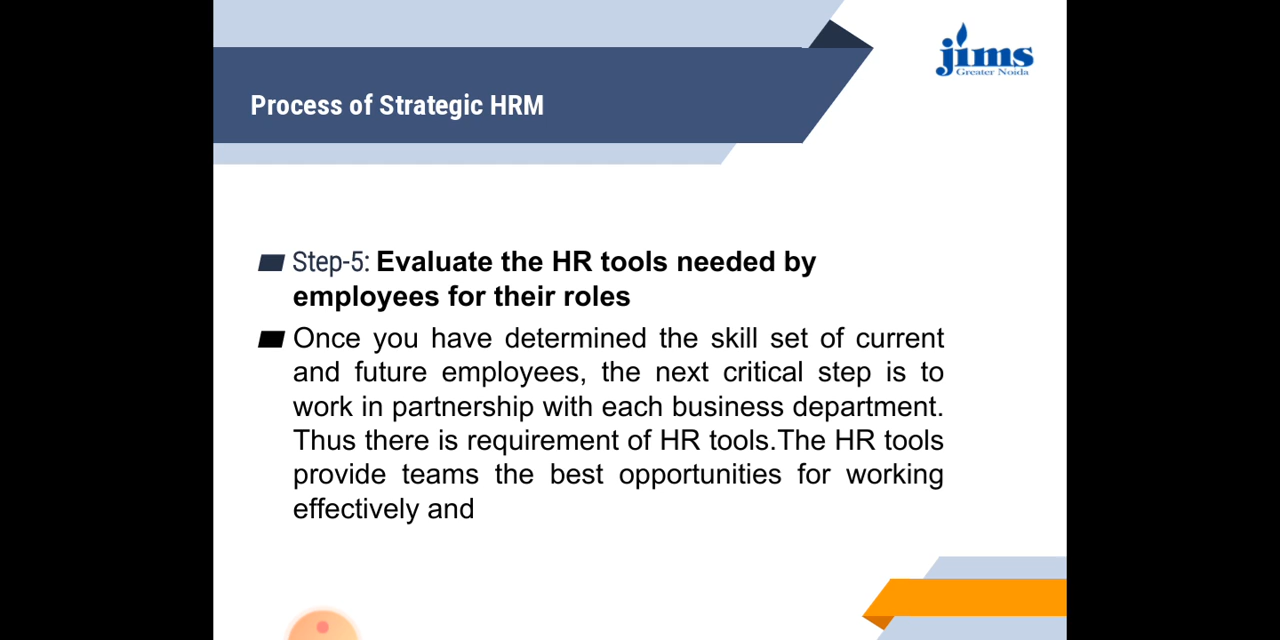 jims
Greater Noida
Process of Strategic HRM
Step-5: Evaluate the HR tools needed by
employees for their roles
Once you have determined the skill set of current
and future employees, the next critical step is to
work in partnership with each business department.
Thus there is requirement of HR tools.The HR tools
provide teams the best opportunities for working
effectively and